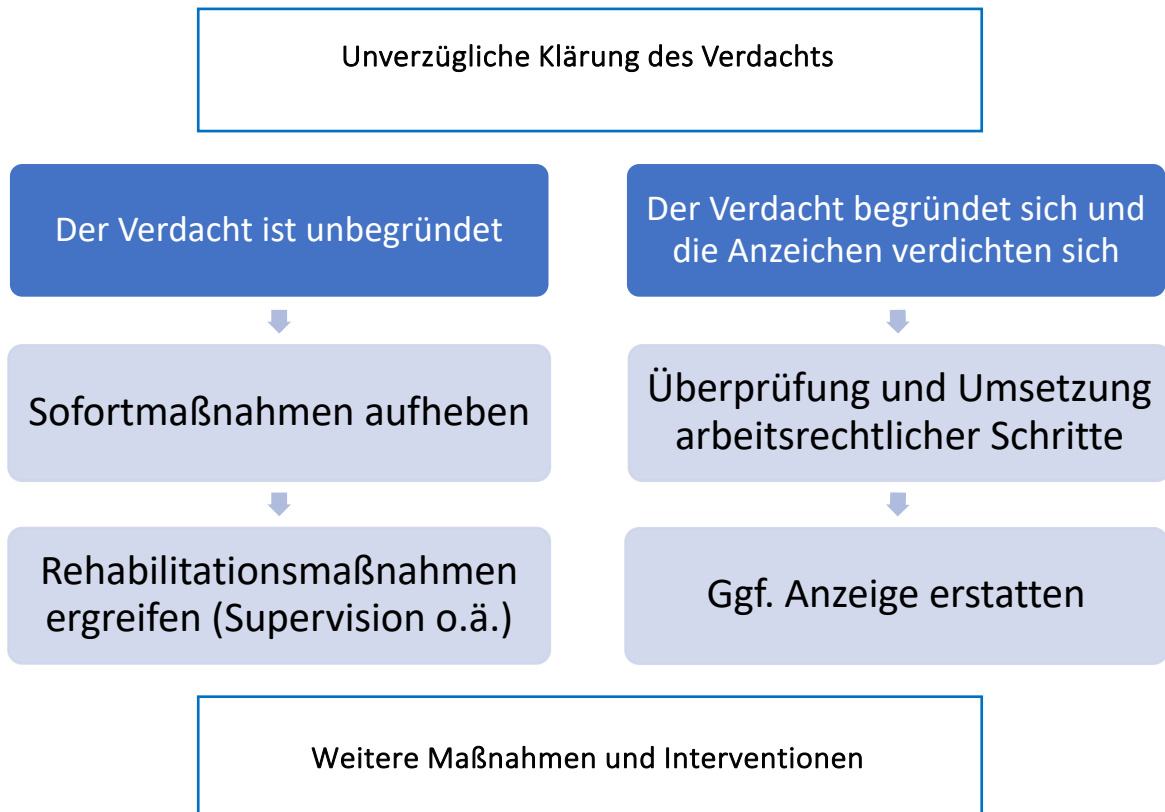 Unverzügliche Klärung des Verdachts
Der Verdacht ist unbegründet
Sofortmaßnahmen aufheben
Rehabilitationsmaßnahmen
ergreifen (Supervision o.ä.)
Der Verdacht begründet sich und
die Anzeichen verdichten sich
Überprüfung und Umsetzung
arbeitsrechtlicher Schritte
Ggf. Anzeige erstatten
Weitere Maßnahmen und Interventionen